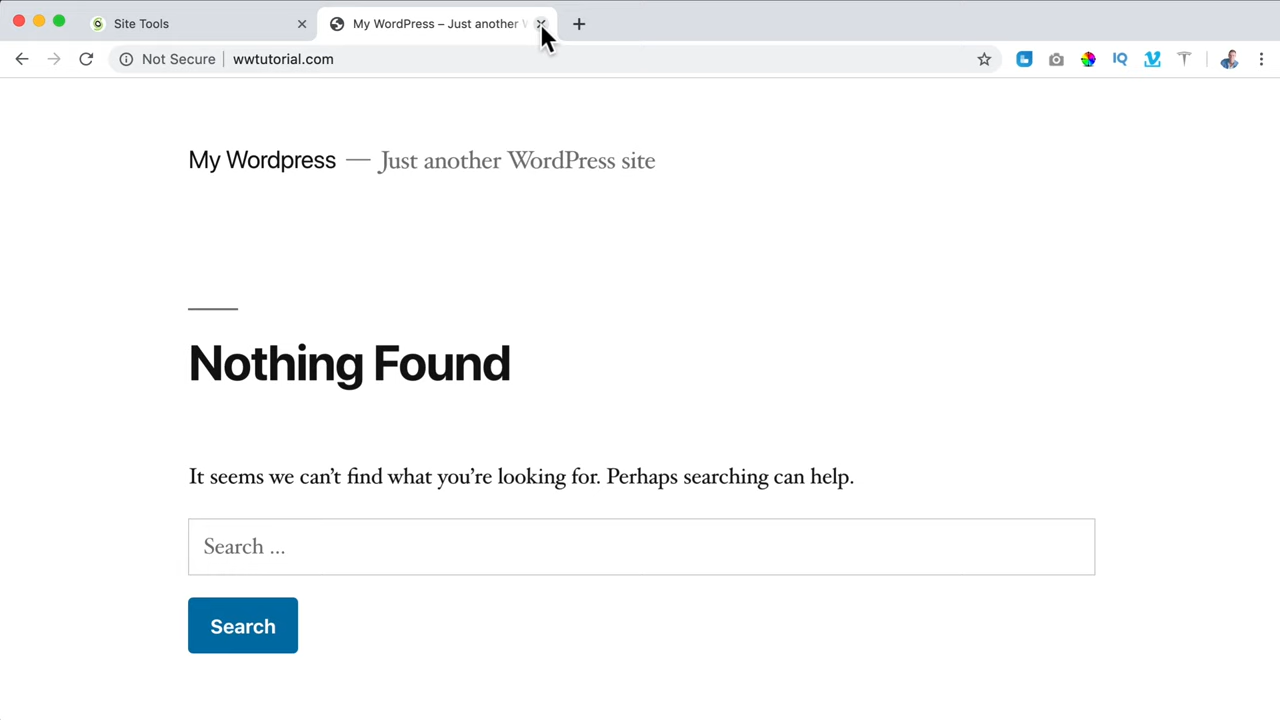 Site Tools
My WordPress – Just another
Not Secure
wwtutorial.com
IQ
My Wordpress — Just another WordPress site
Nothing Found
It seems we can’t find what you’re looking for. Perhaps searching can help.
Search ...
Search